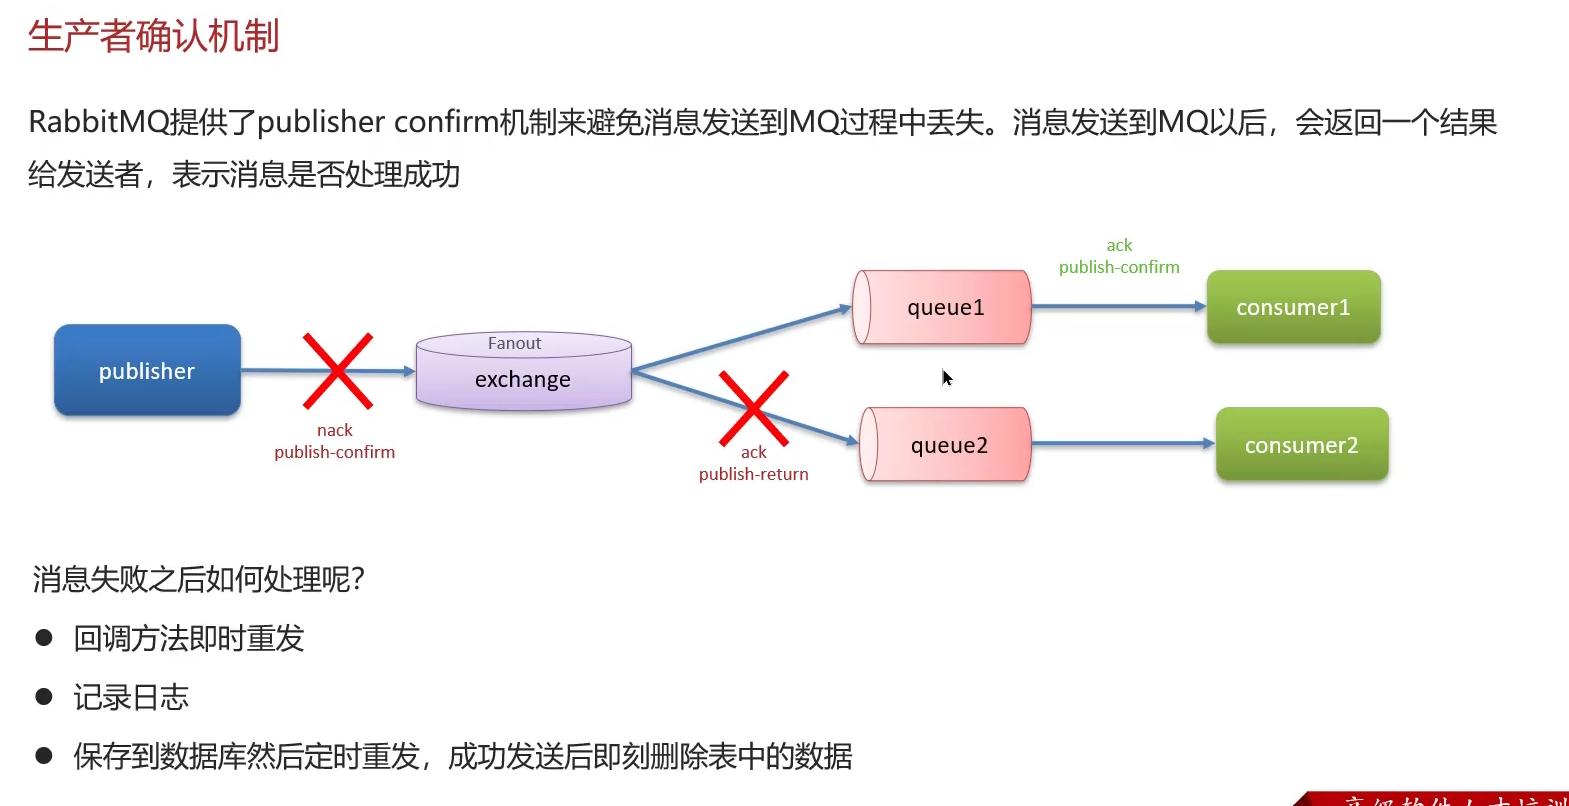 生产者确认机制
RabbitMQ提供了publisher confirm机制来避免消息发送到MQ过程中丢失。消息发送到MQ以后，会返回一个结果
给发送者，表示消息是否处理成功
ack
publish-confirm
queue1
consumer1
publisher
Fanout
exchange
nack
publish-confirm
ack
publish-return
queue2
consumer2
消息失败之后如何处理呢?
● 回调方法即时重发
● 记录日志
● 保存到数据库然后定时重发，成功发送后即刻删除表中的数据